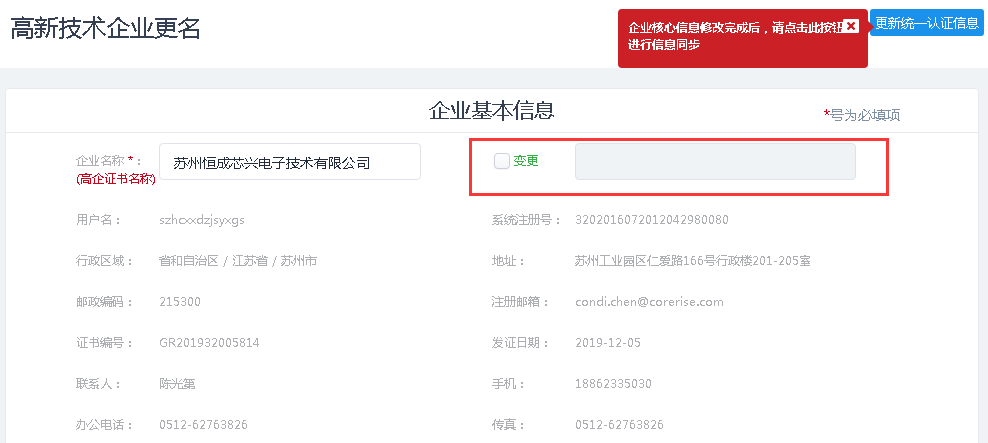 高新技术企业更名
企业核心信息修改完成后，请点击此按钮
进行信息同步
更新统一认证信息
企业基本信息
*号为必填项
企业名称 *：
(高企证书名称)
苏州恒成芯兴电子技术有限公司
变更
用户名： szhcxxdzjsyxgs
系统注册号： 3202016072012042980080
行政区域： 省和自治区 / 江苏省 / 苏州市
地址： 苏州工业园区仁爱路166号行政楼201-205室
邮政编码： 215300
注册邮箱： condi.chen@corerise.com
证书编号： GR201932005814
发证日期： 2019-12-05
联系人： 陈光第
手机： 18862335030
办公电话： 0512-62763826
传真： 0512-62763826